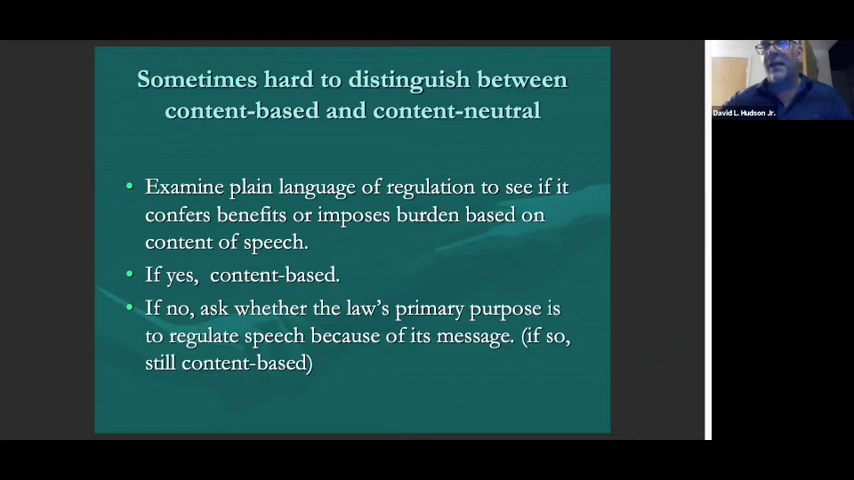 Sometimes hard to distinguish between
content-based and content-neutral
• Examine plain language of regulation to see if it
confers benefits or imposes burden based on
content of speech.
• If yes, content-based.
• If no, ask whether the law's primary purpose is
to regulate speech because of its message. (if so,
still content-based)
David L. Hudson Jr.